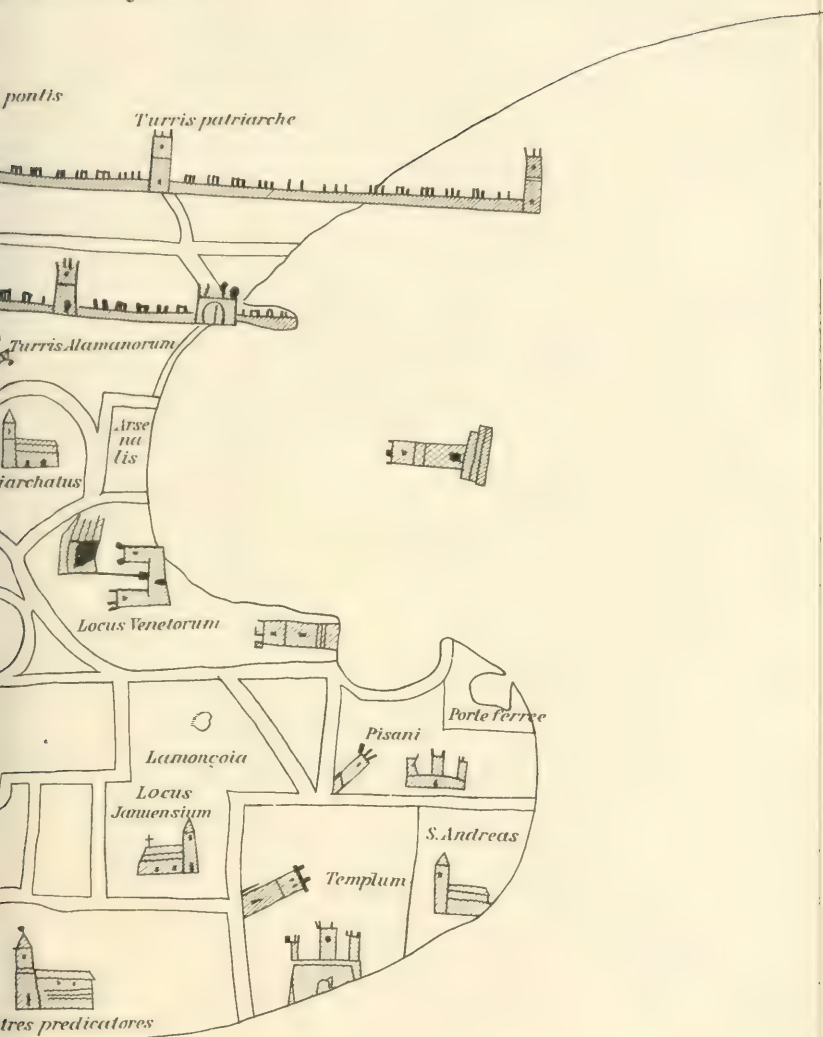 pontis
Turris patriarche
Turris Alamanorum
Arse
na
lis
iarchatus
Locus Venetorum
Porte ferree
Pisani
Lamonçoia
Locus
Januensium
S. Andreas
Templum
tres predicatores